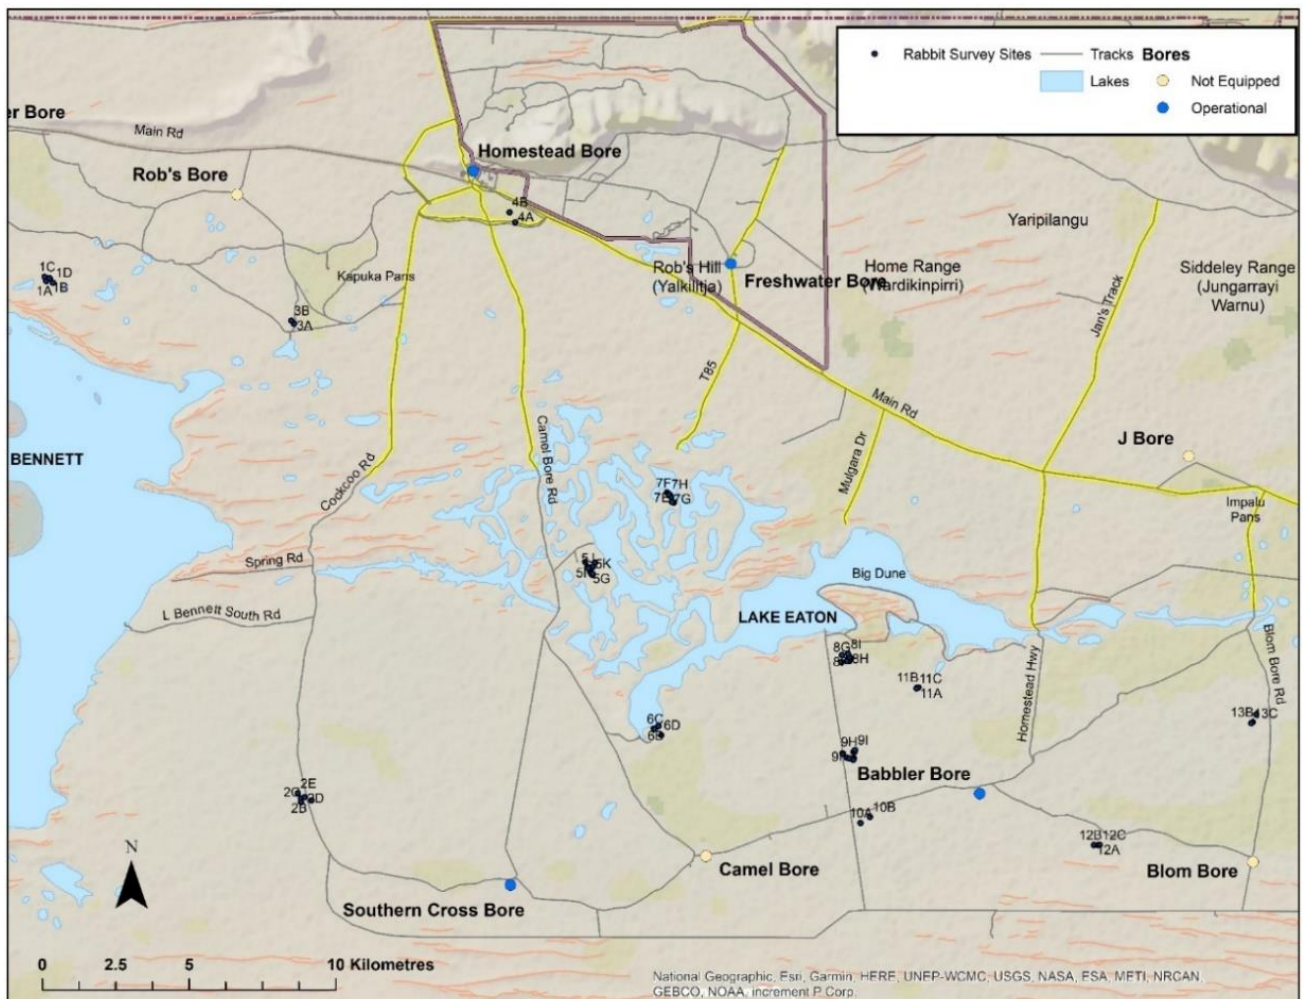 Rabbit Survey Sites
Tracks
Lakes
Bores
Not Equipped
Operational
er Bore
Main Rd
Rob's Bore
Homestead Bore
4B
4A
Yaripilangu
1C
1D
1A
1B
Kapuka Pans
Rob's Hill
(Yalkilitja)
Freshwater Bore
Home Range
(Wardikinpirri)
Siddeley Range
(Jungarrayi
Warnu)
3B
3A
Jan's Track
T85
Main Rd
BENNETT
Cockcoo Rd
Camel Bore Rd
Mulgara Dr
J Bore
7F
7H
7E
7G
Impalu
Pans
Spring Rd
5K
5G
Big Dune
L Bennett South Rd
LAKE EATON
8G
8I
8H
Homestead Hwy
Blom Bore Rd
11B
11C
11A
6C
6D
13B
13C
9H
9I
Babbler Bore
2E
2B
10A
10B
12B
12C
12A
Camel Bore
Blom Bore
N
Southern Cross Bore
0
2.5
5
10 Kilometres
National Geographic, Esri, Garmin, HERE, UNEP-WCMC, USGS, NASA, ESA, METI, NRCAN,
GEBCO, NOAA, increment P Corp.